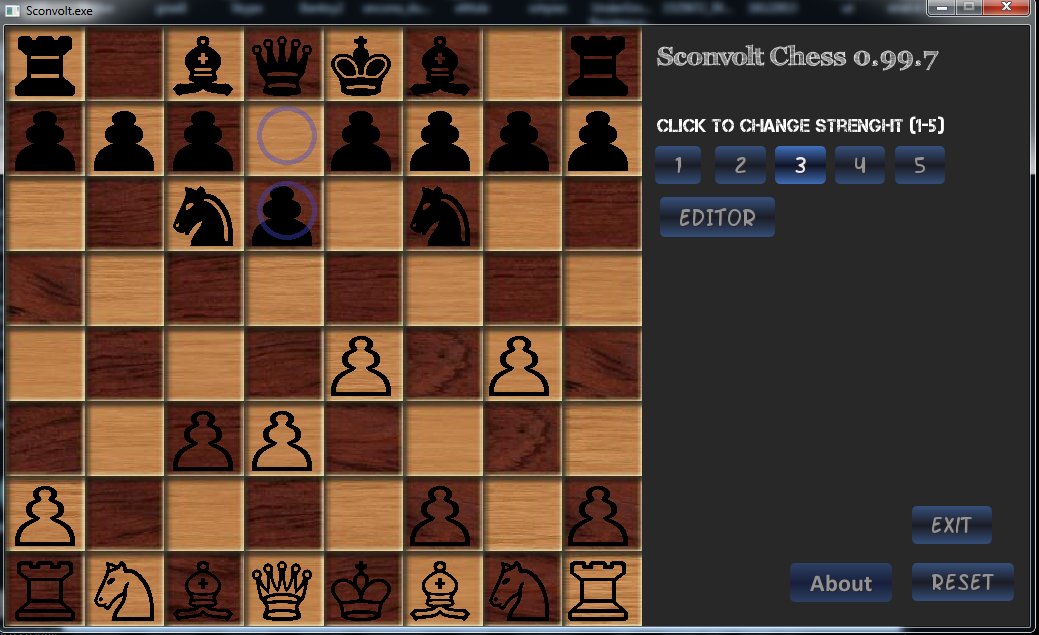 Sconvolt.exe
Sconvolt Chess 0.99.7
CLICK TO CHANGE STRENGHT (1-5)
1 2 3 4 5
EDITOR
EXIT
About RESET